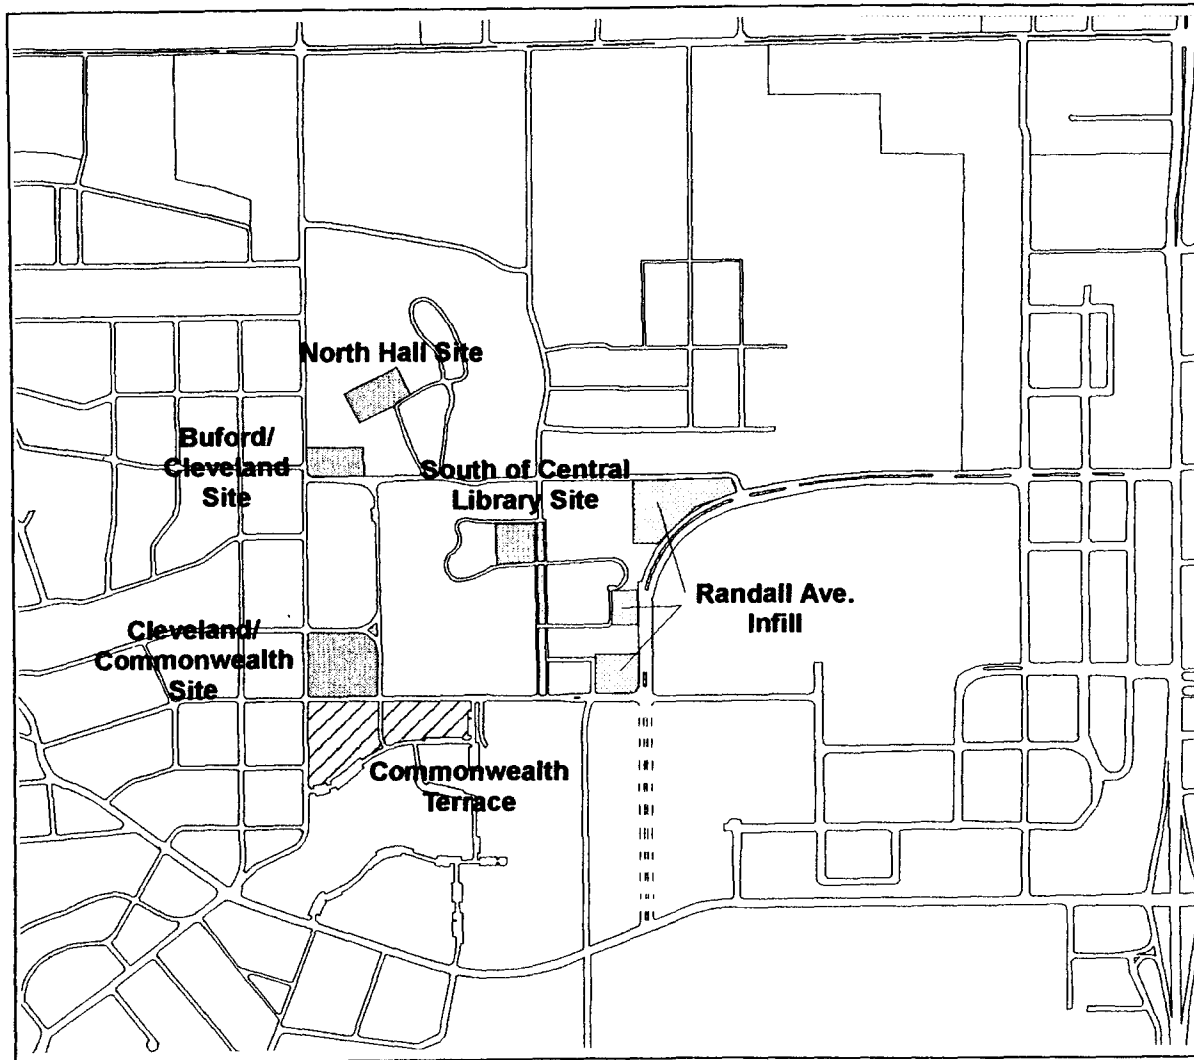 North Hall Site
Buford/
Cleveland
Site
South of Central
Library Site
Randall Ave.
Infill
Cleveland/
Commonwealth
Site
Commonwealth
Terrace